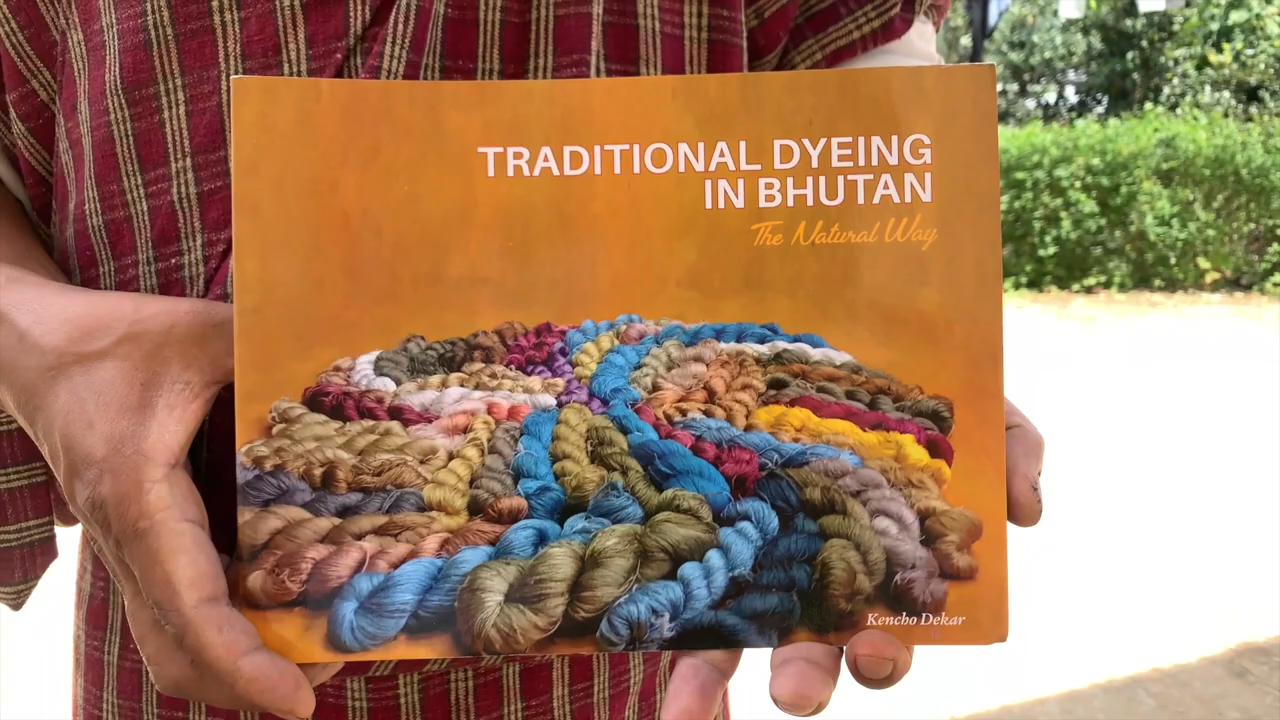 TRADITIONAL DYEING
IN BHUTAN
The Natural Way
Kencho Dekar